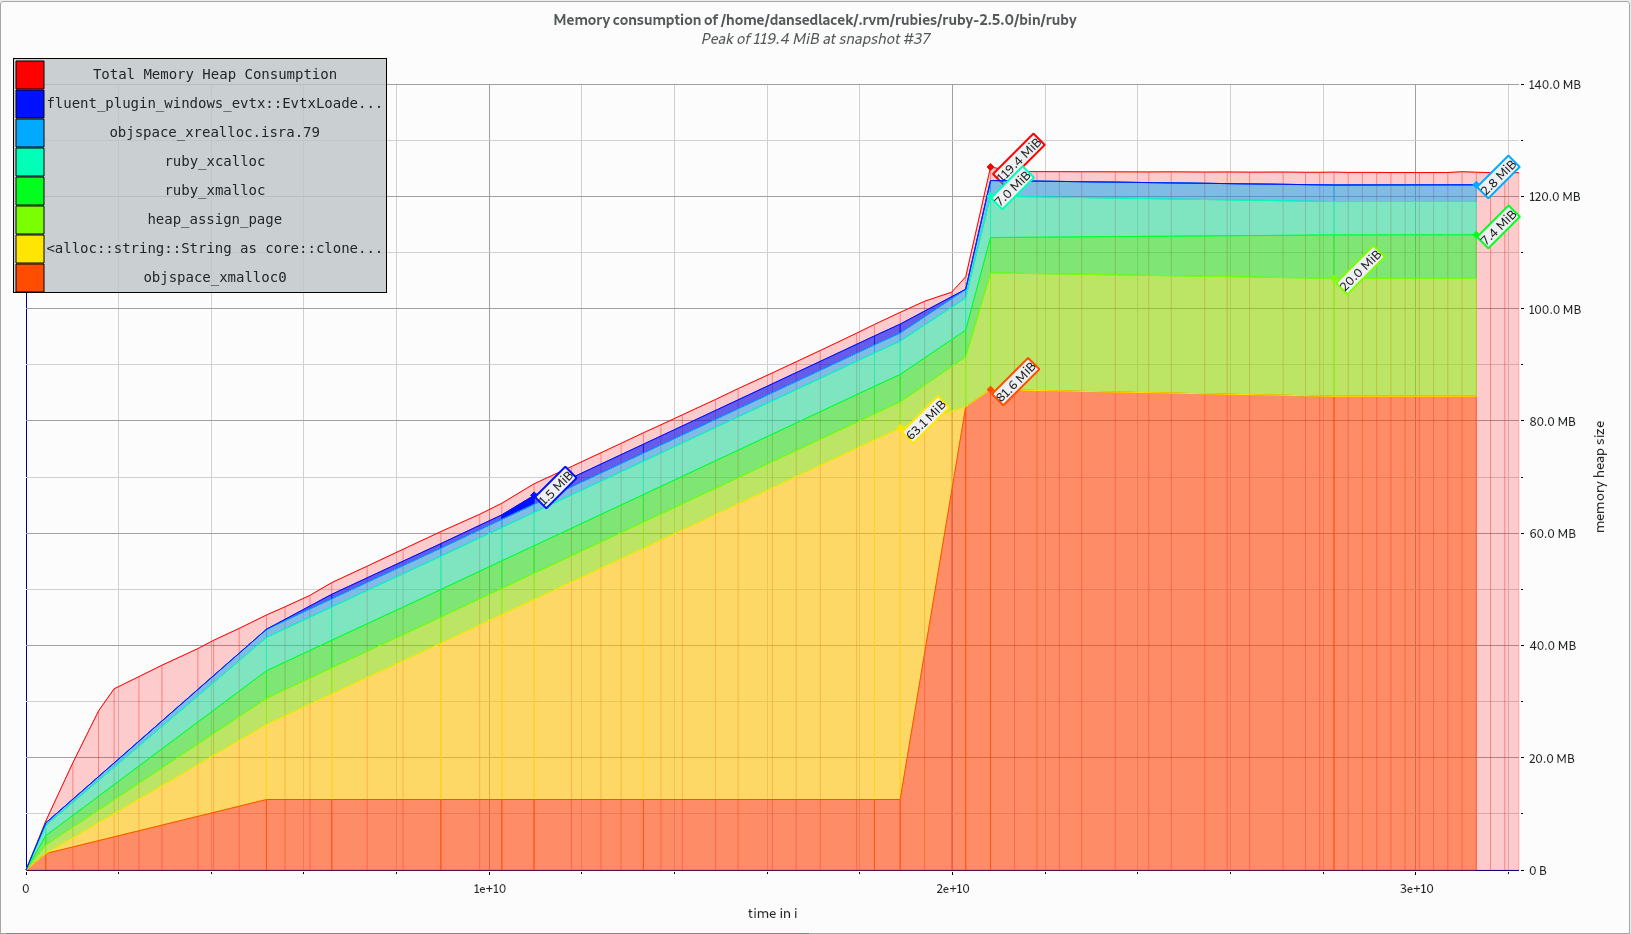 Memory consumption of /home/dansedlacek/.rvm/rubies/ruby-2.5.0/bin/ruby
Peak of 119.4 MiB at snapshot #37
Total Memory Heap Consumption
fluent_plugin_windows_evtx::EvtxLoade...
objspace_xrealloc.isra.79
ruby_xcalloc
ruby_xmalloc
heap_assign_page
<alloc::string::String as core::clone...
objspace_xmalloc0
140.0 MB
120.0 MB
100.0 MB
80.0 MB
60.0 MB
40.0 MB
20.0 MB
0 B
memory heap size
119.4 MiB
7.0 MiB
2.8 MiB
7.4 MiB
20.0 MiB
81.6 MiB
63.1 MiB
1.5 MiB
0
1e+10
2e+10
3e+10
time in i